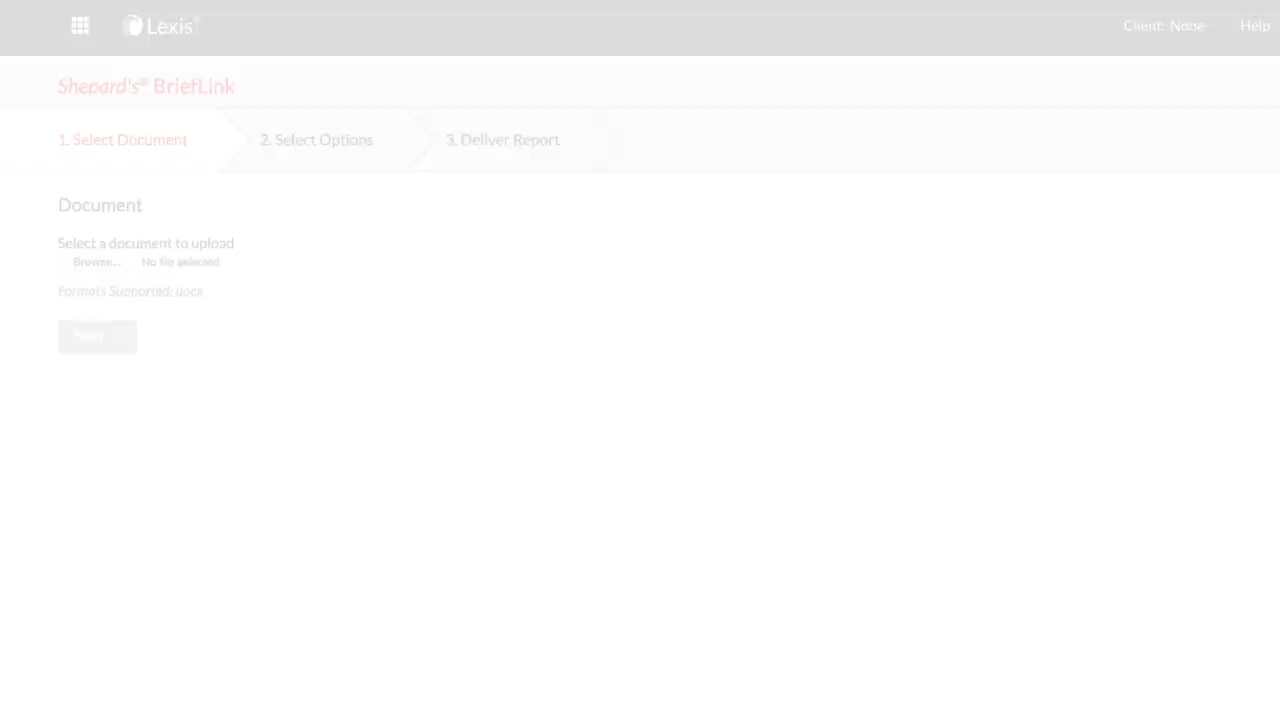 Lexis®
Client: None
Help
Shepard's® BriefLink
1. Select Document
2. Select Options
3. Deliver Report
Document
Select a document to upload
Browse... No file selected.
Formats Supported: docx
Next